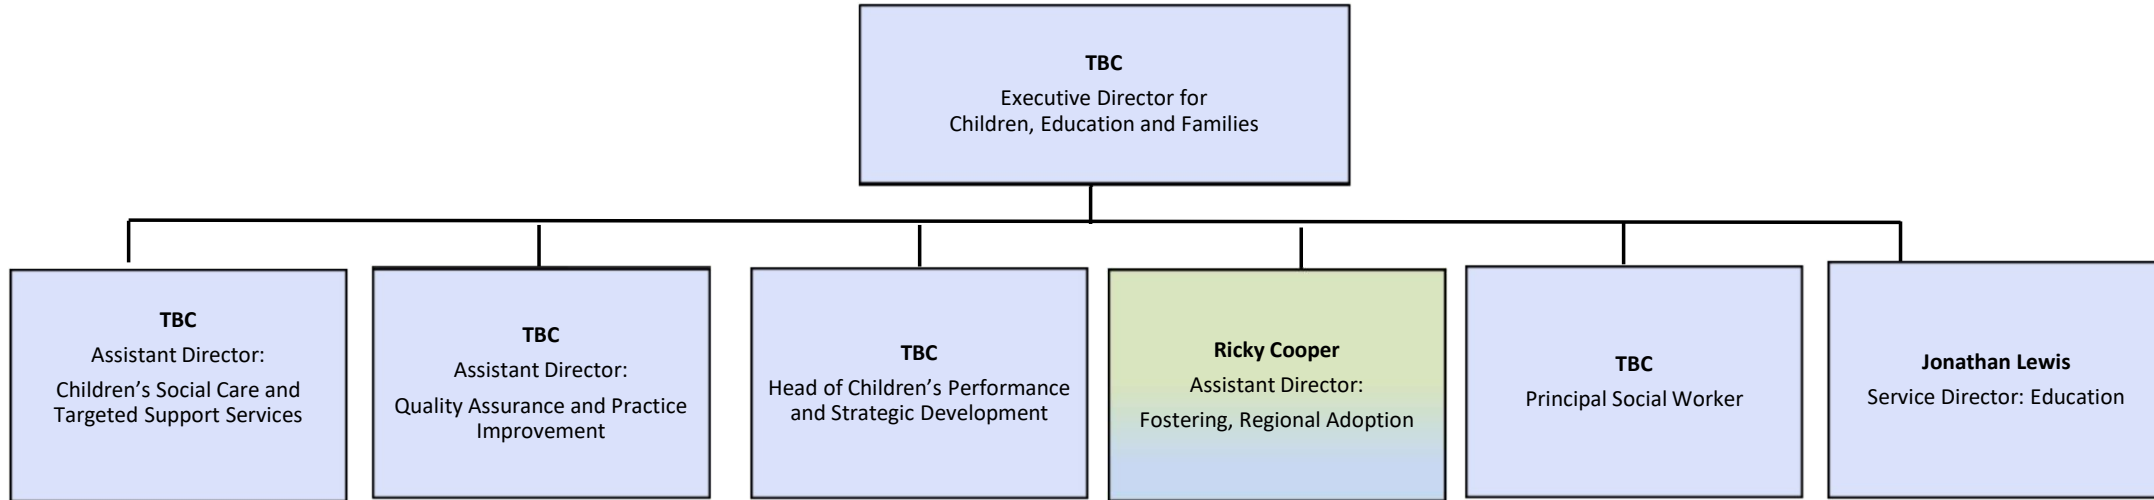 TBC
Executive Director for
Children, Education and Families
TBC
Assistant Director:
Children’s Social Care and
Targeted Support Services
TBC
Assistant Director:
Quality Assurance and Practice
Improvement
TBC
Head of Children’s Performance
and Strategic Development
Ricky Cooper
Assistant Director:
Fostering, Regional Adoption
TBC
Principal Social Worker
Jonathan Lewis
Service Director: Education